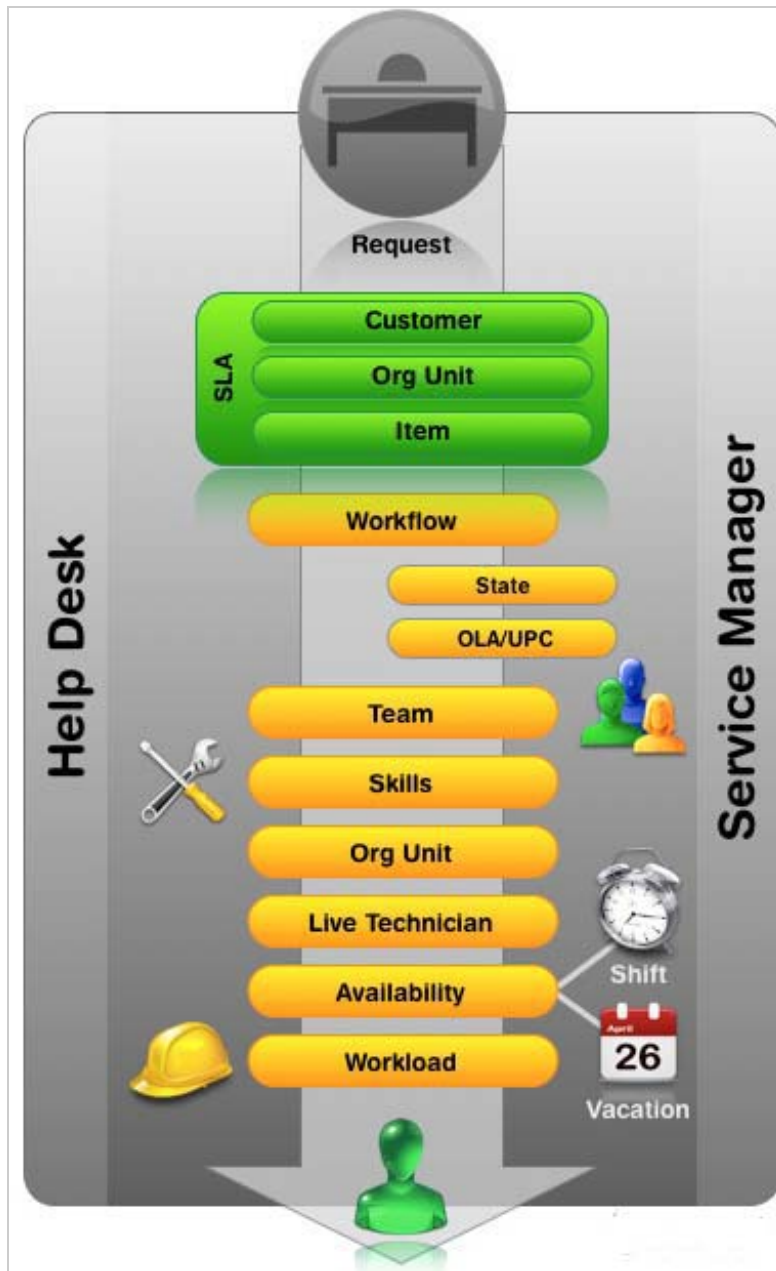 Request
SLA
Customer
Org Unit
Item
Workflow
State
OLA/UPC
Help Desk
Service Manager
Team
Skills
Org Unit
Live Technician
Shift
Availability
April
26
Workload
Vacation